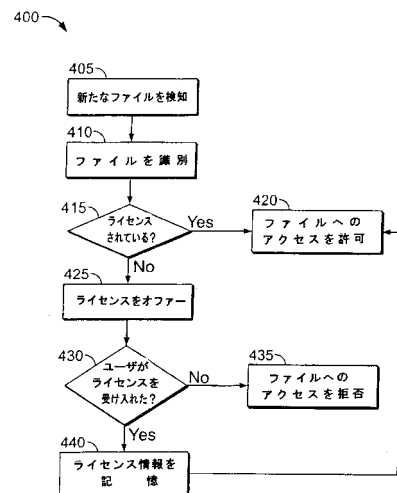 400
405
新たなファイルを検知
410
ファイルを識別
415
ライセンス
されている?
Yes
420
ファイルへの
アクセスを許可
No
425
ライセンスをオファー
430
ユーザが
ライセンスを
受け入れた?
No
435
ファイルへの
アクセスを拒否
Yes
440
ライセンス情報を
記憶